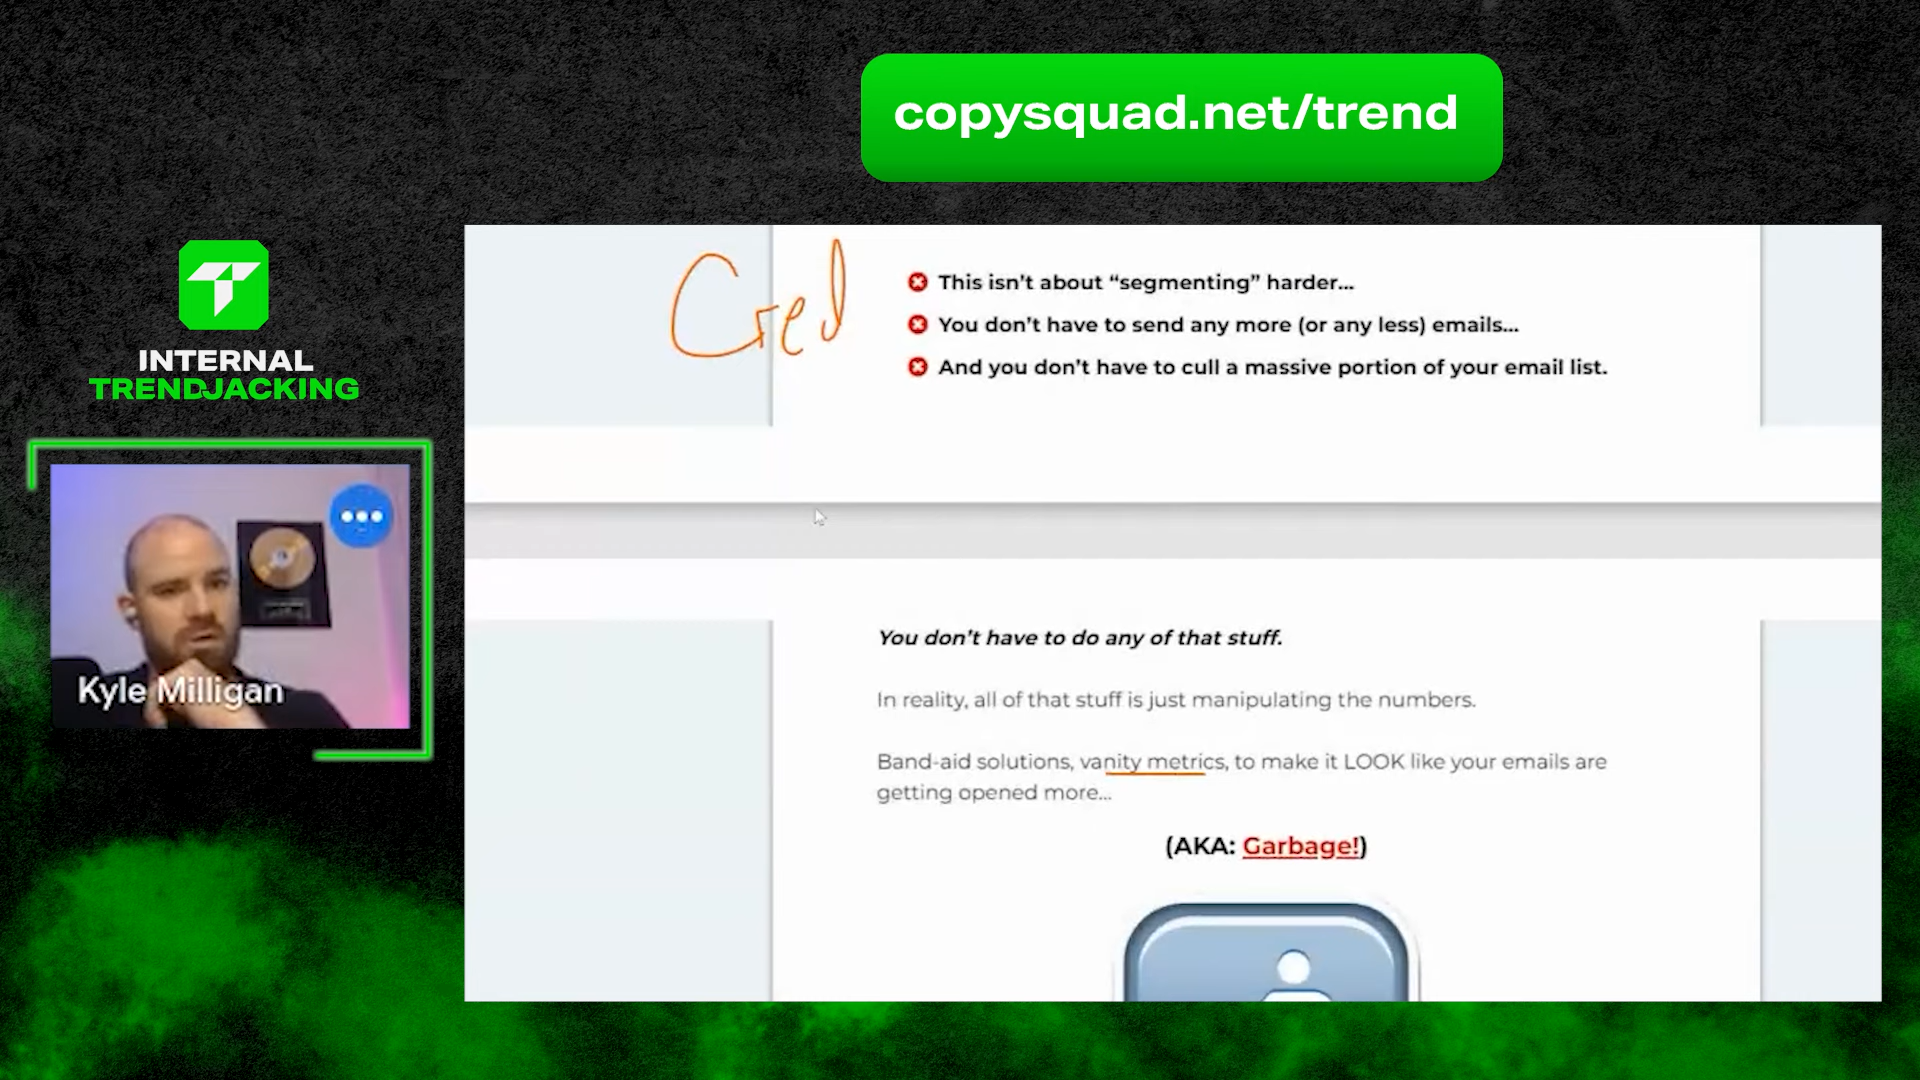 copysquad.net/trend
INTERNAL
TRENDJACKING
Kyle Milligan
Cred
This isn't about “segmenting” harder...
You don't have to send any more (or any less) emails...
And you don't have to cull a massive portion of your email list.
You don't have to do any of that stuff.
In reality, all of that stuff is just manipulating the numbers.
Band-aid solutions, vanity metrics, to make it LOOK like your emails are
getting opened more...
(AKA: Garbage!)